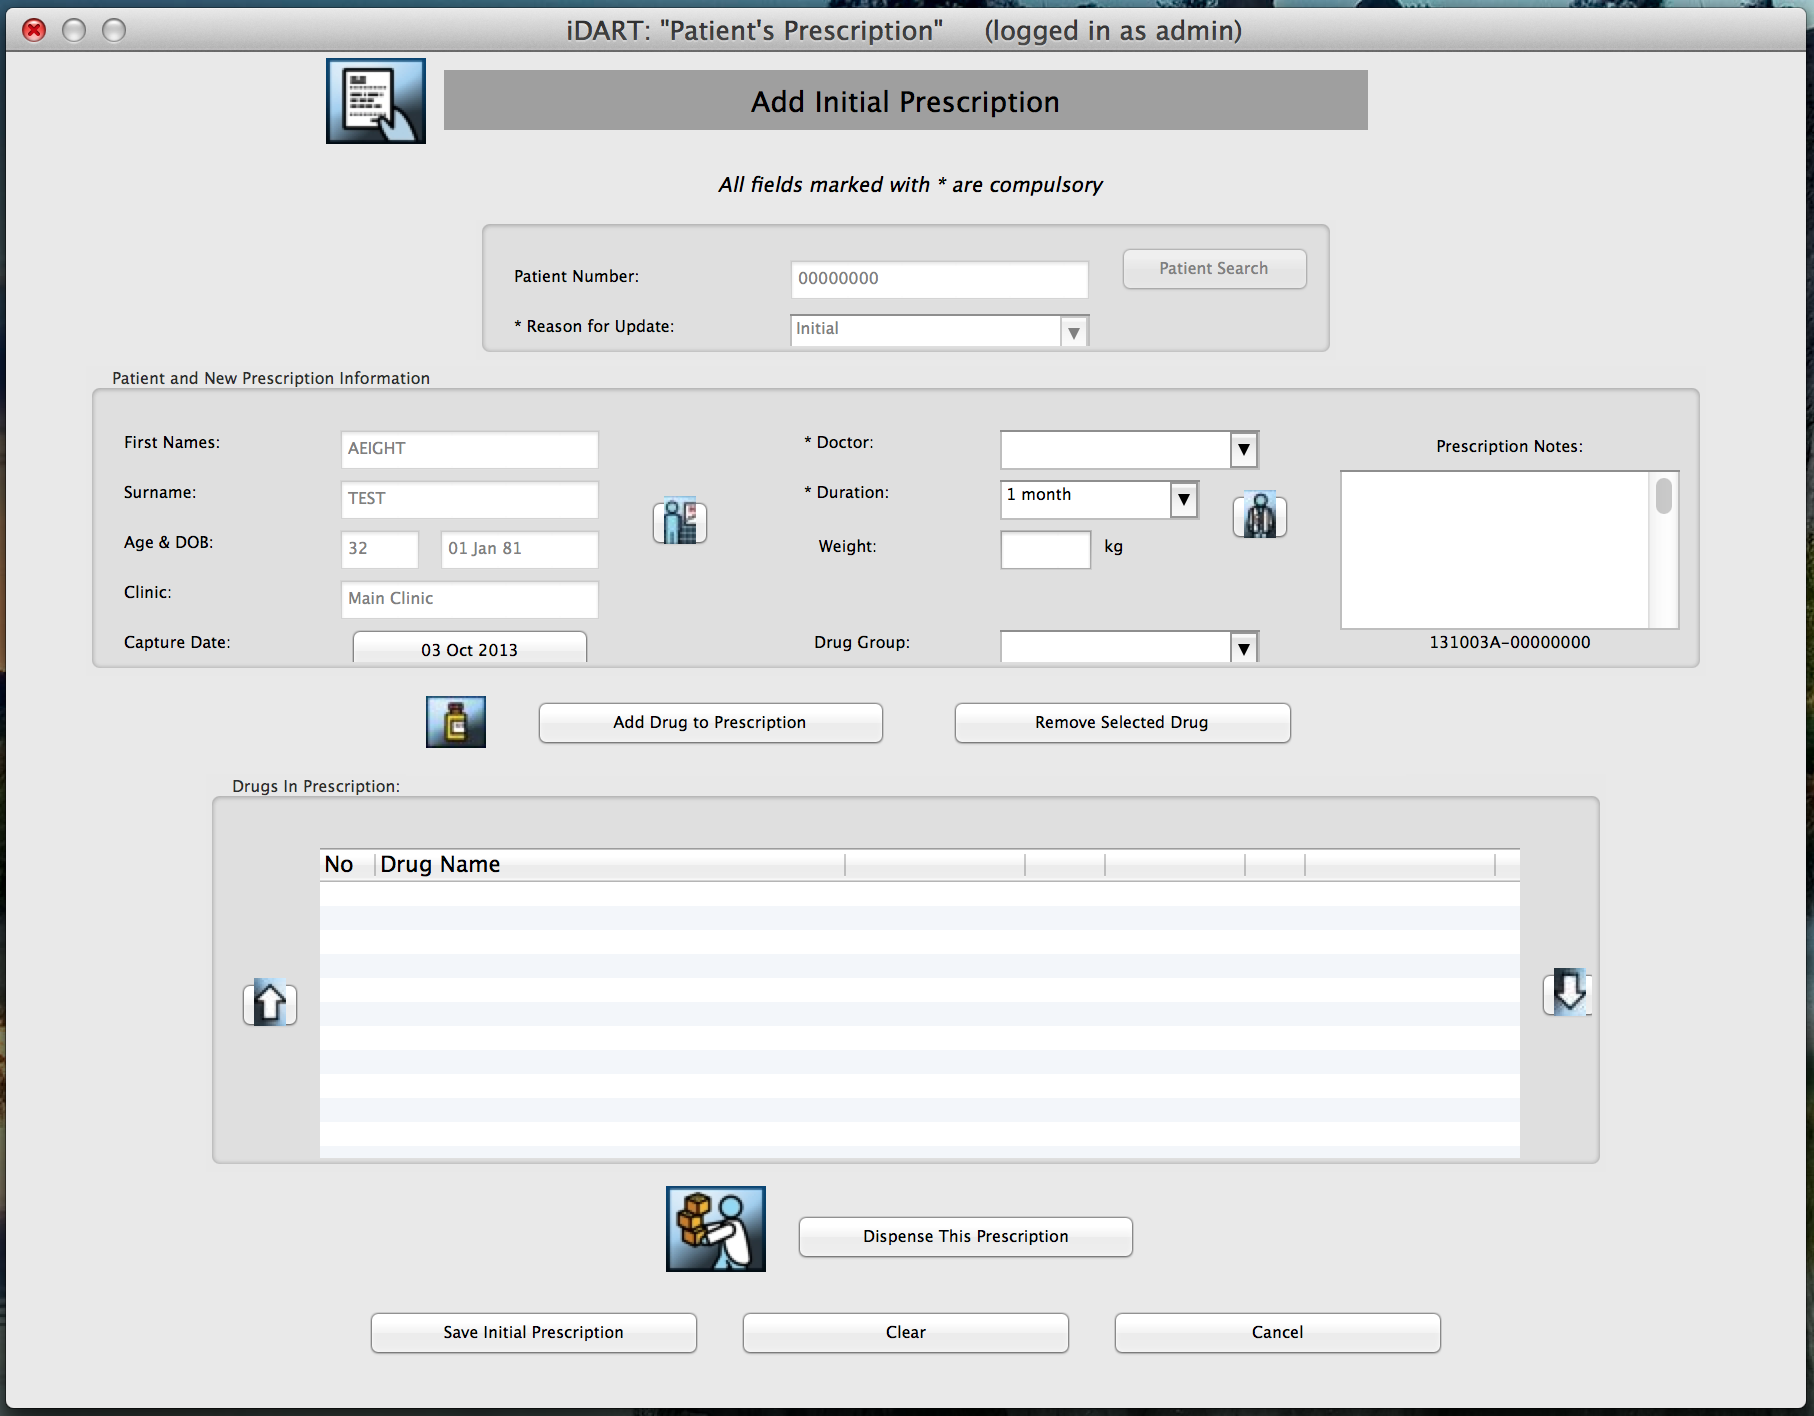 iDART: "Patient's Prescription" (logged in as admin)
Add Initial Prescription
All fields marked with * are compulsory
Patient Number: 00000000 Patient Search
* Reason for Update: Initial
Patient and New Prescription Information
First Names: AEIGHT * Doctor: Prescription Notes:
Surname: TEST * Duration: 1 month
Age & DOB: 32 01 Jan 81 Weight: kg
Clinic: Main Clinic
Capture Date: 03 Oct 2013 Drug Group: 131003A-00000000
Add Drug to Prescription Remove Selected Drug
Drugs In Prescription:
No Drug Name
Dispense This Prescription
Save Initial Prescription Clear Cancel